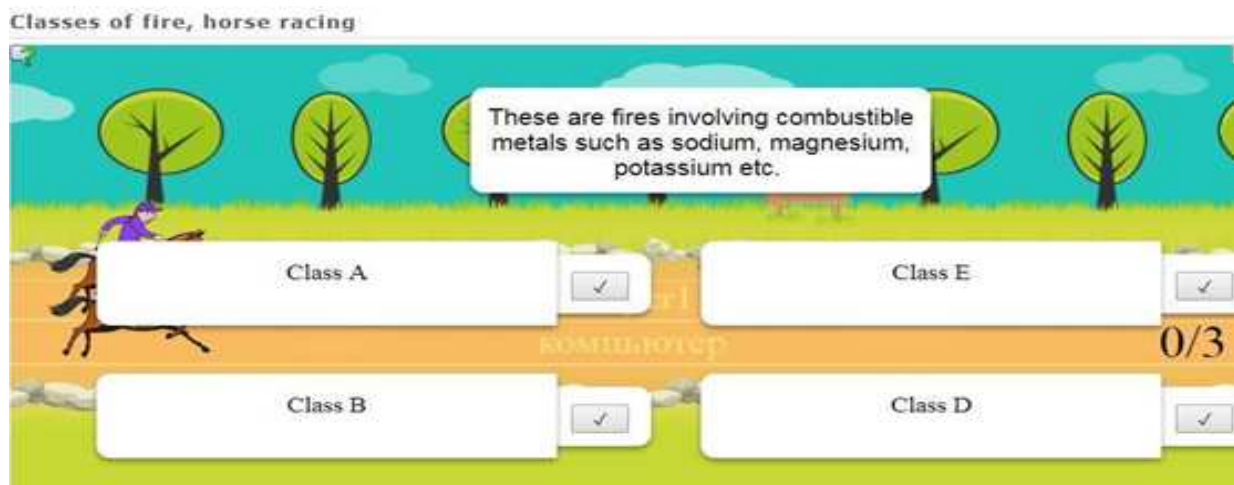 Classes of fire, horse racing
These are fires involving combustible
metals such as sodium, magnesium,
potassium etc.
Class A
Class E
компьютер
0/3
Class B
Class D